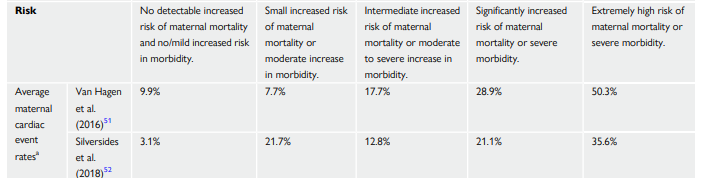 Risk
No detectable increased
risk of maternal mortality
and no/mild increased risk
in morbidity.
Small increased risk
of maternal
mortality or
moderate increase
in morbidity.
Intermediate increased
risk of maternal
mortality or moderate
to severe increase in
morbidity.
Significantly increased
risk of maternal
mortality or severe
morbidity.
Extremely high risk of
maternal mortality or
severe morbidity.
Average
maternal
cardiac
event
ratesᵃ
Van Hagen
et al.
(2016)⁵¹
9.9%
7.7%
17.7%
28.9%
50.3%
Silversides
et al.
(2018)⁵²
3.1%
21.7%
12.8%
21.1%
35.6%